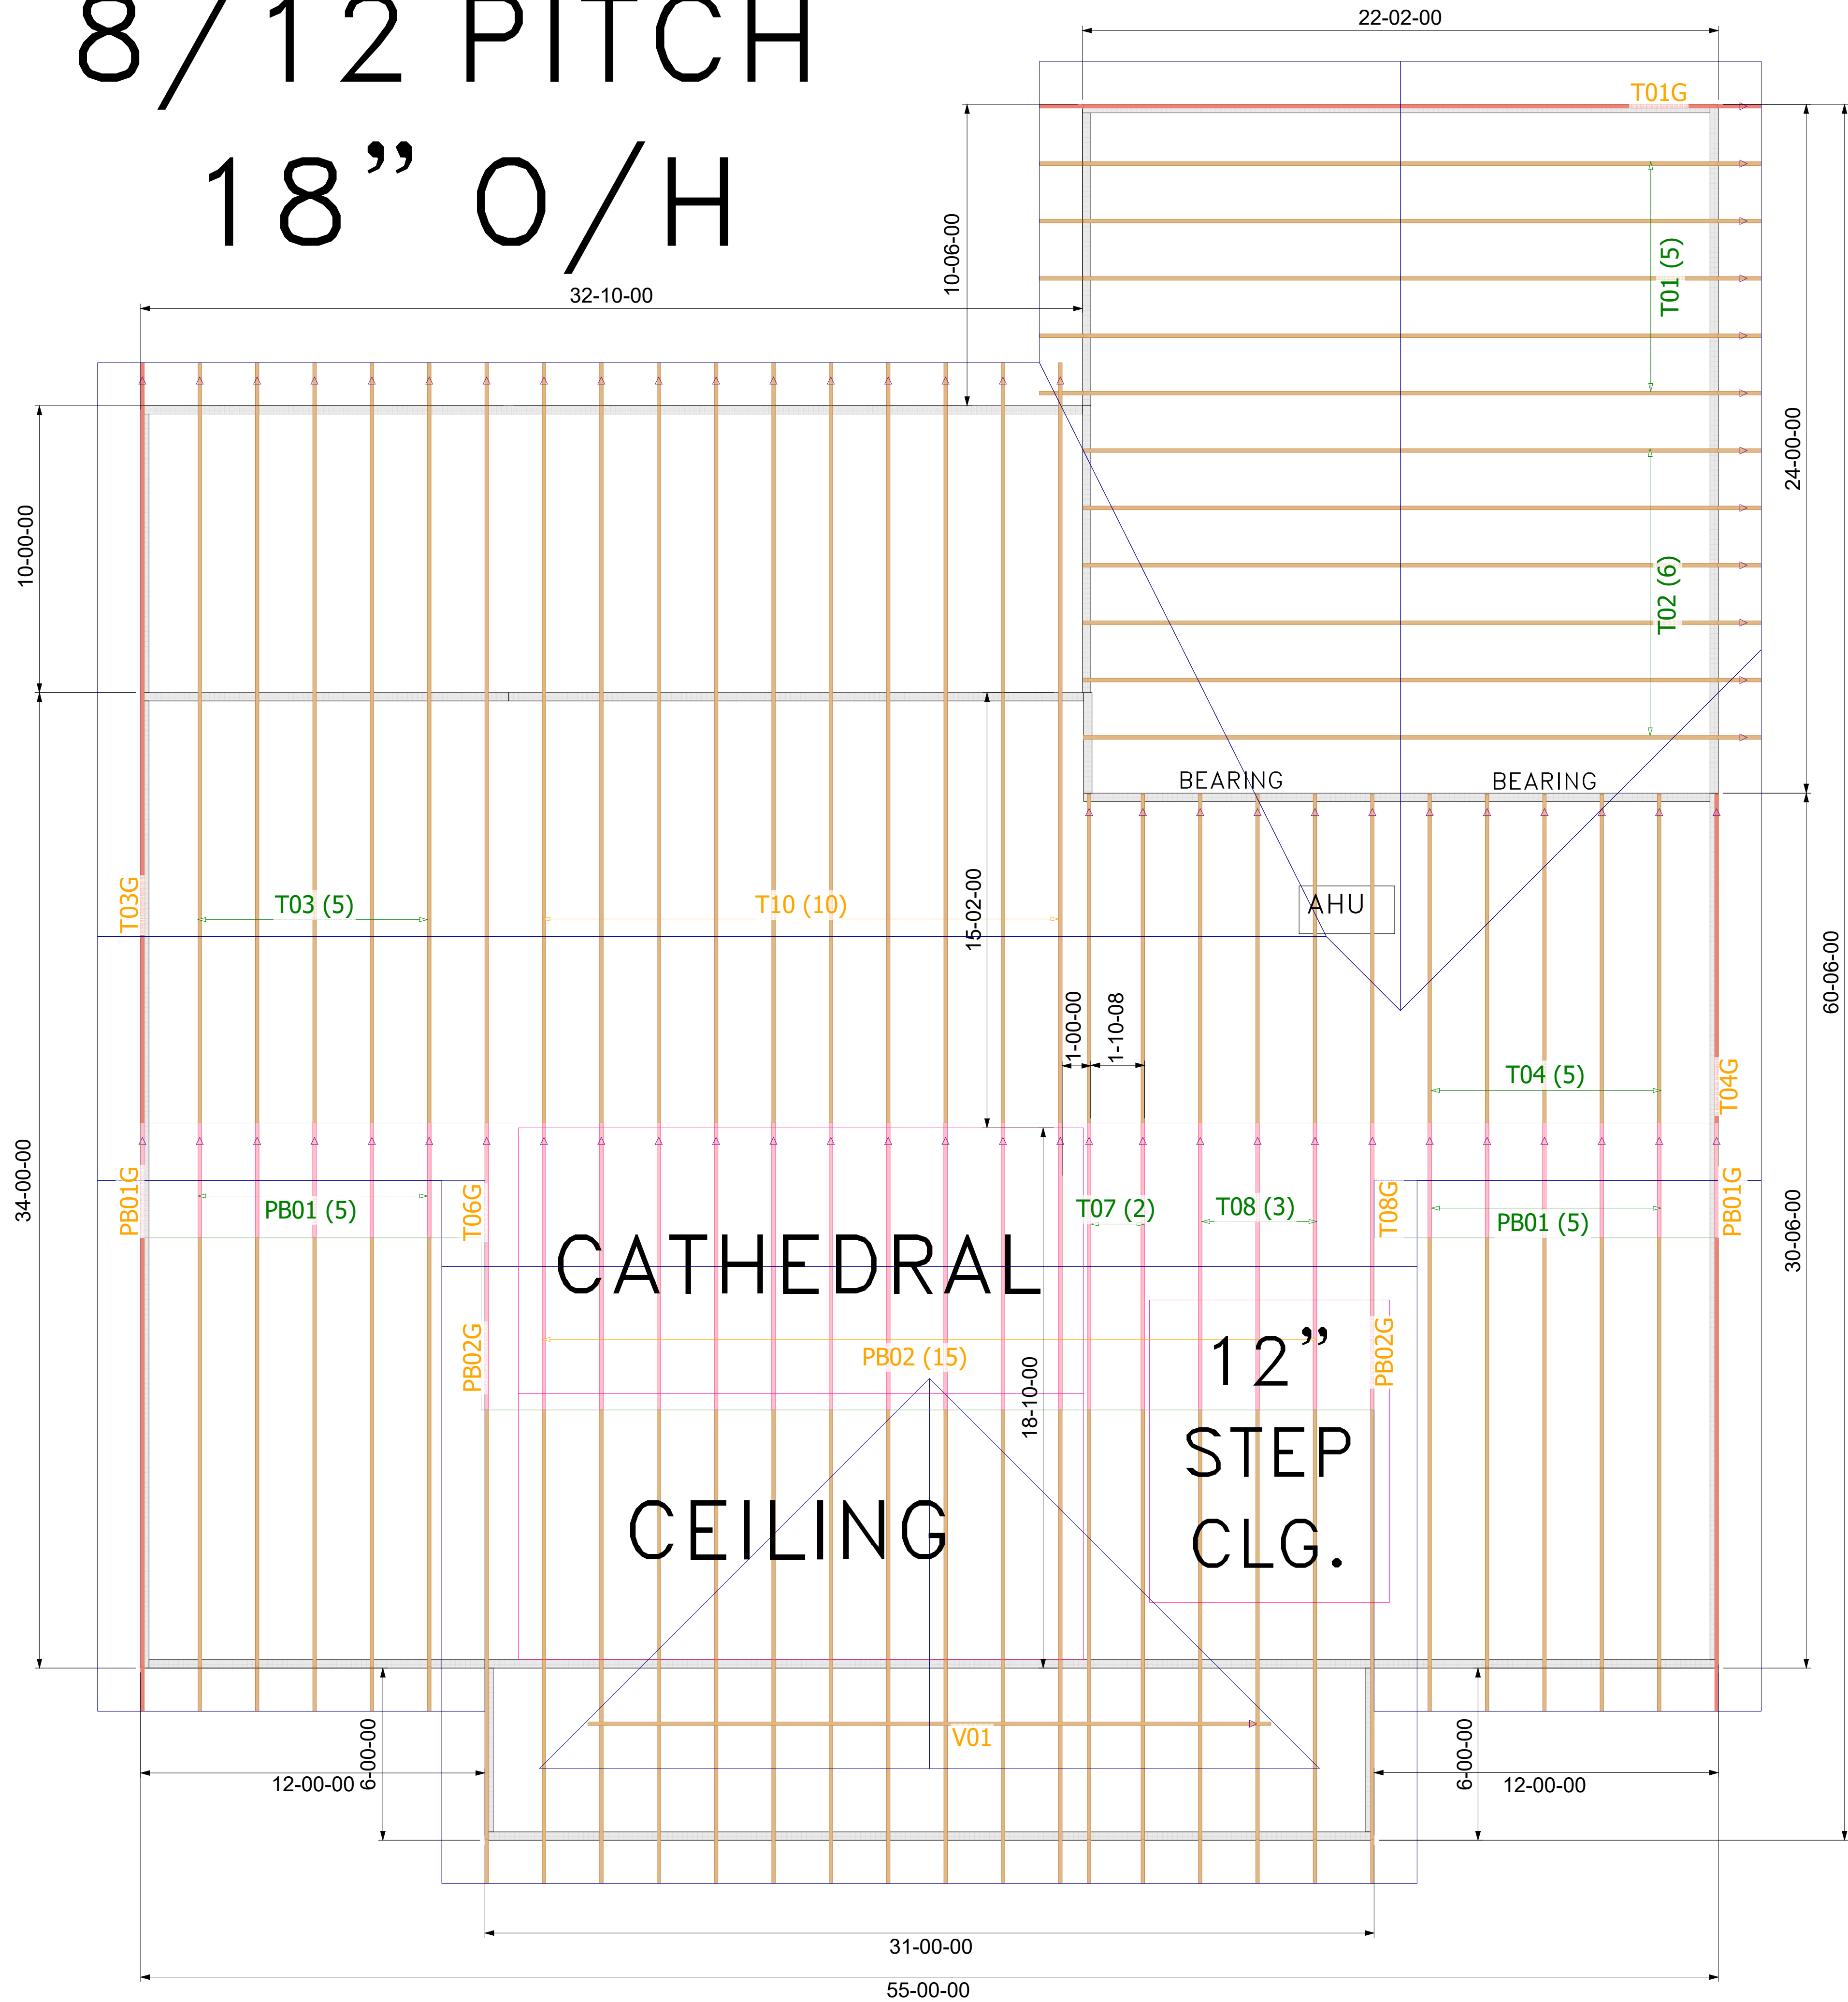 8/12 PITCH
18” O/H
22-02-00
T01G
10-06-00
T01 (5)
32-10-00
24-00-00
10-00-00
T02 (6)
BEARING
BEARING
T03G
T03 (5)
T10 (10)
15-02-00
AHU
60-06-00
1-00-00
1-10-08
T04 (5)
T04G
34-00-00
PB01G
PB01 (5)
T06G
T07 (2)
T08 (3)
T08G
PB01 (5)
PB01G
30-06-00
CATHEDRAL
PB02G
PB02 (15)
18-10-00
12”
PB02G
STEP
CEILING
CLG.
V01
12-00-00
6-00-00
6-00-00
12-00-00
31-00-00
55-00-00